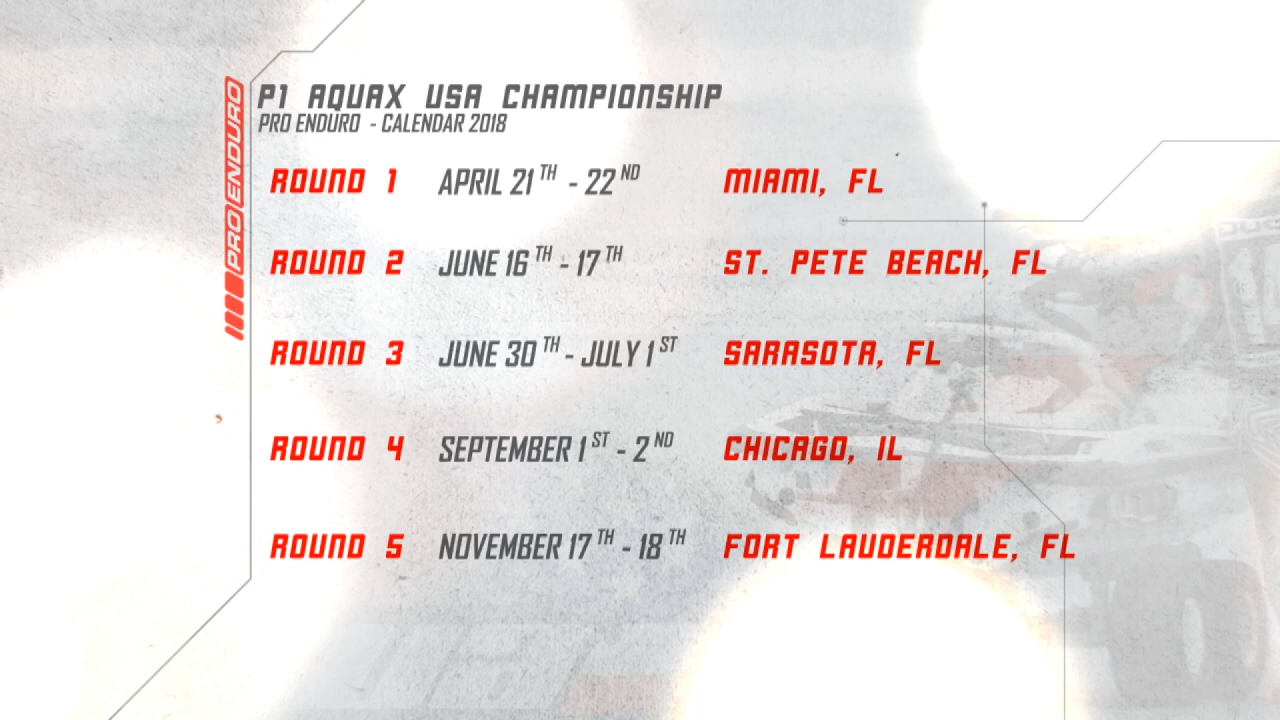 P1 AQUAX USA CHAMPIONSHIP
PRO ENDURO - CALENDAR 2018
PRO ENDURO
ROUND 1 APRIL 21TH - 22ND MIAMI, FL
ROUND 2 JUNE 16TH - 17TH ST. PETE BEACH, FL
ROUND 3 JUNE 30TH - JULY 1ST SARASOTA, FL
ROUND 4 SEPTEMBER 1ST - 2ND CHICAGO, IL
ROUND 5 NOVEMBER 17TH - 18TH FORT LAUDERDALE, FL